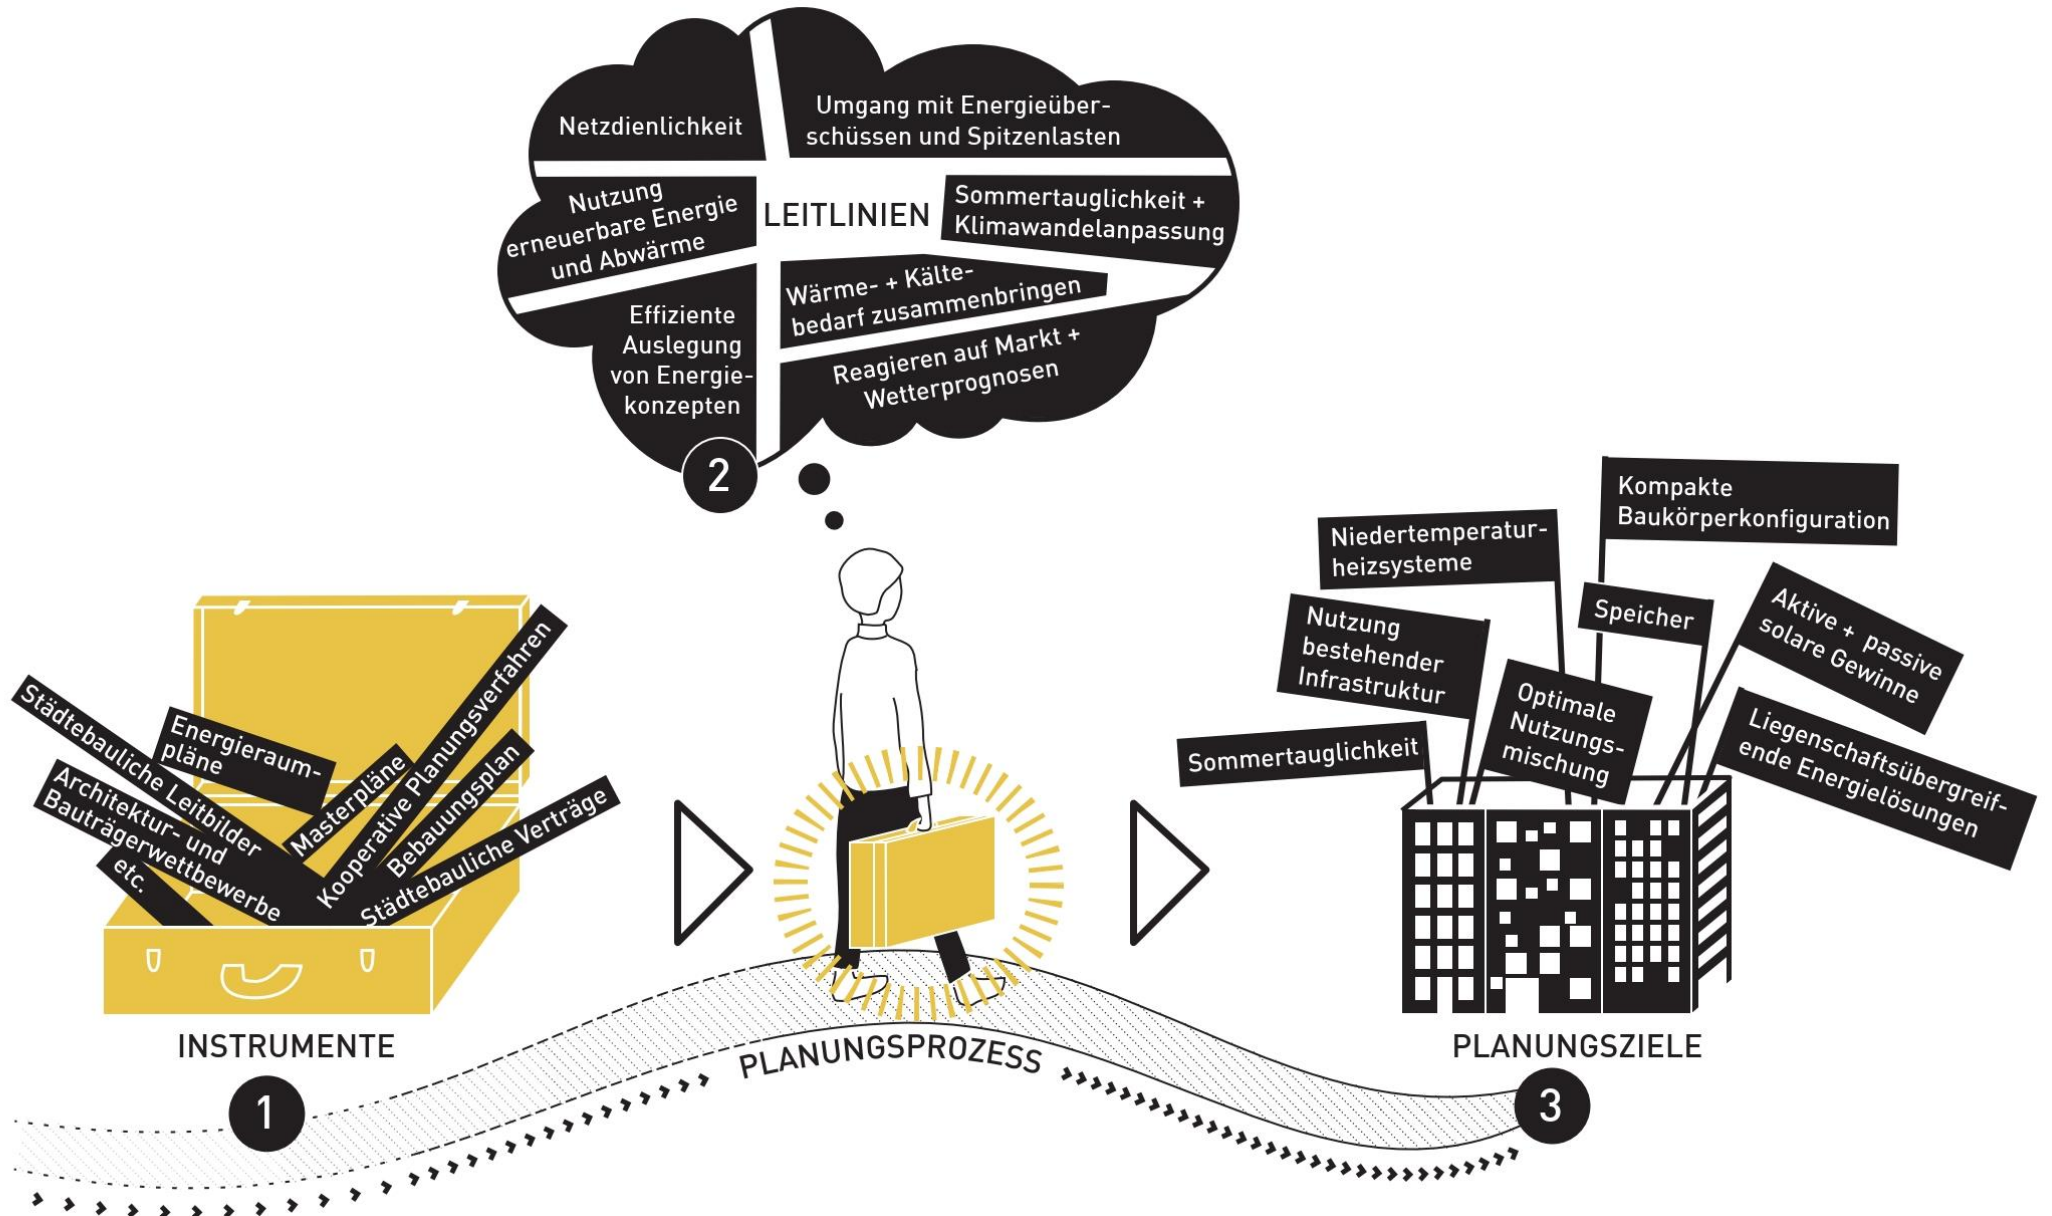 Netzdienlichkeit
Umgang mit Energieüber-
schüssen und Spitzenlasten
Nutzung
erneuerbare Energie
und Abwärme
LEITLINIEN
Sommertauglichkeit +
Klimawandelanpassung
Effiziente
Auslegung
von Energie-
konzepten
Wärme- + Kälte-
bedarf zusammenbringen
Reagieren auf Markt +
Wetterprognosen
2
Städtebauliche Leitbilder
Energieraum-
pläne
Architektur- und
Bauträgerwettbewerbe
etc.
Masterpläne
Kooperative Planungsverfahren
Bebauungsplan
Städtebauliche Verträge
INSTRUMENTE
1
PLANUNGSPROZESS
Kompakte
Baukörperkonfiguration
Niedertemperatur-
heizsysteme
Speicher
Aktive + passive
solare Gewinne
Nutzung
bestehender
Infrastruktur
Optimale
Nutzungs-
mischung
Sommertauglichkeit
Liegenschaftsübergreif-
ende Energielösungen
PLANUNGSZIELE
3